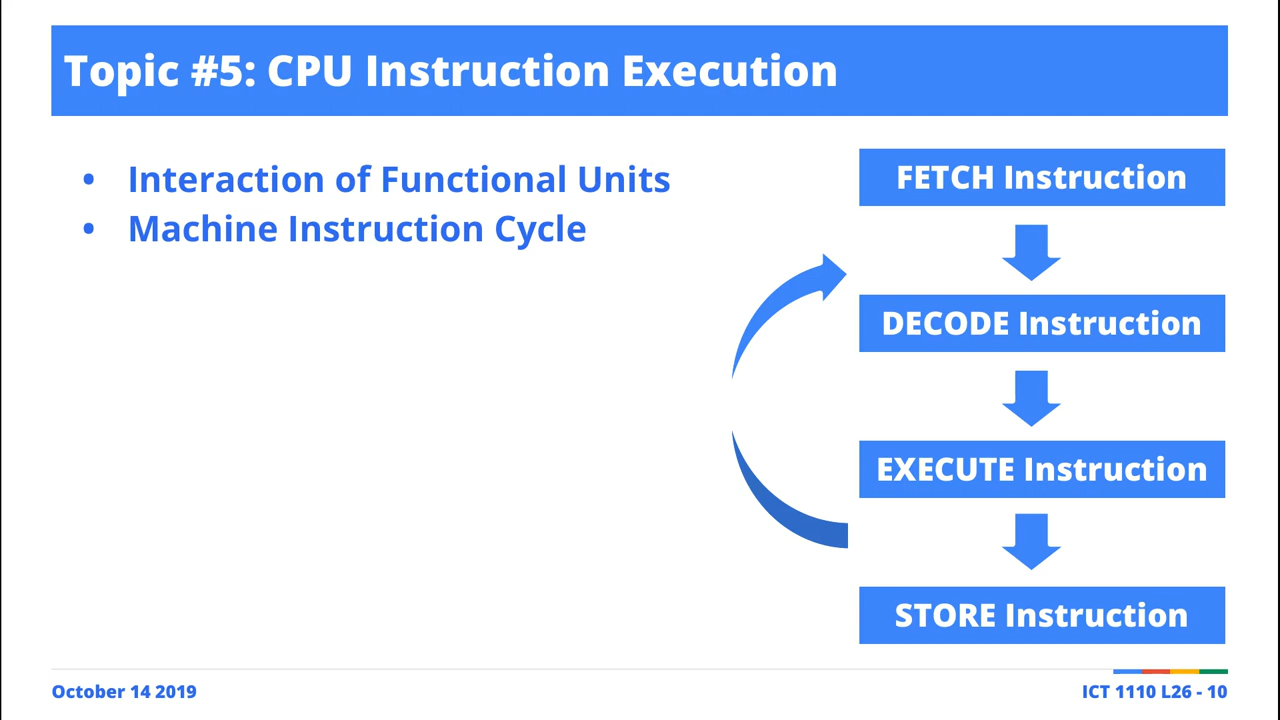 Topic #5: CPU Instruction Execution
• Interaction of Functional Units
• Machine Instruction Cycle
FETCH Instruction
DECODE Instruction
EXECUTE Instruction
STORE Instruction
October 14 2019
ICT 1110 L26 - 10